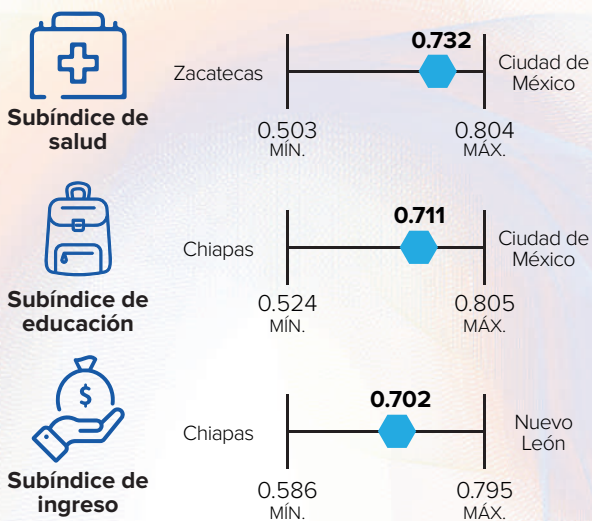 Subíndice de
salud
Zacatecas
0.732
Ciudad de
México
0.503
MÍN.
0.804
MÁX.
Subíndice de
educación
Chiapas
0.711
Ciudad de
México
0.524
MÍN.
0.805
MÁX.
$
Subíndice de
ingreso
Chiapas
0.702
Nuevo
León
0.586
MÍN.
0.795
MÁX.